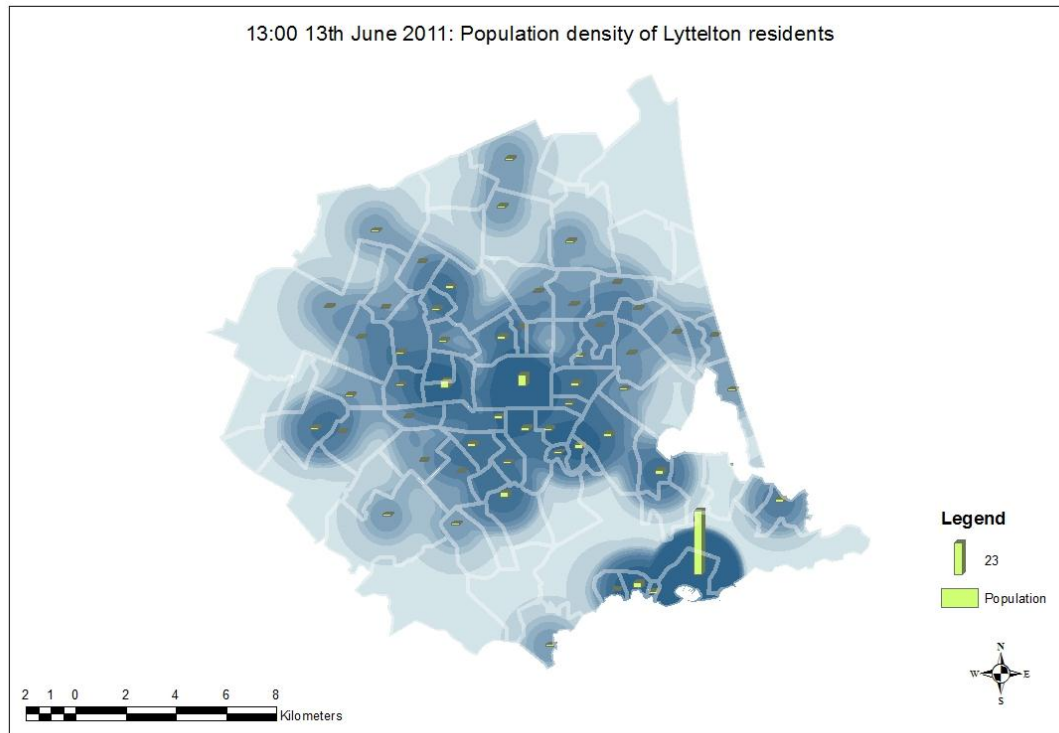 13:00 13th June 2011: Population density of Lyttelton residents
Legend
23
Population
N
W E
S
2 1 0 2 4 6 8
Kilometers